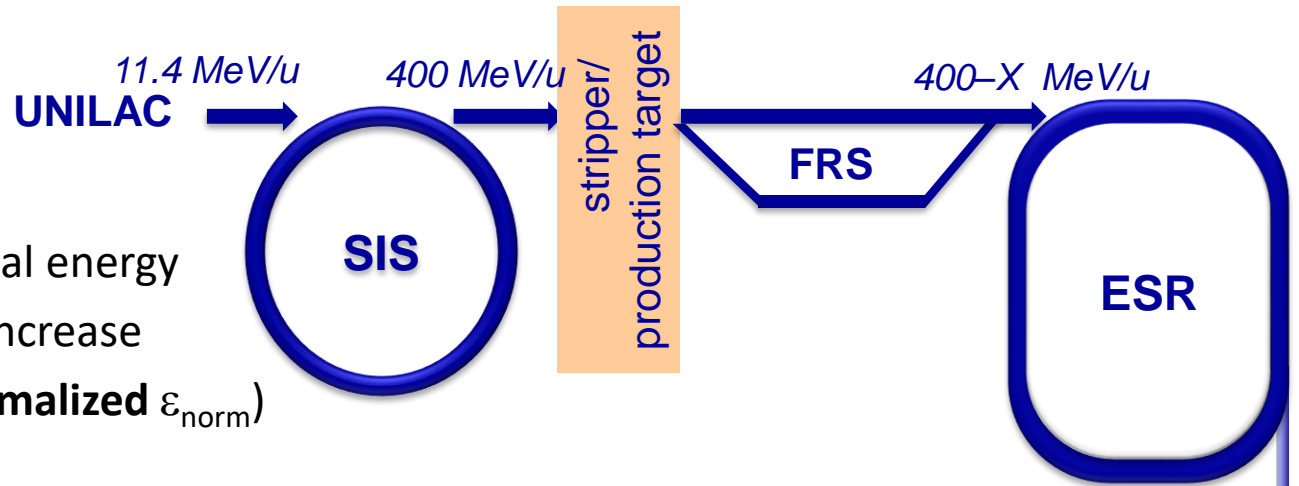 11.4 MeV/u
400 MeV/u
400–X MeV/u
UNILAC
stripper/
production target
FRS
SIS
ESR
al energy
ncrease
malized εnorm)